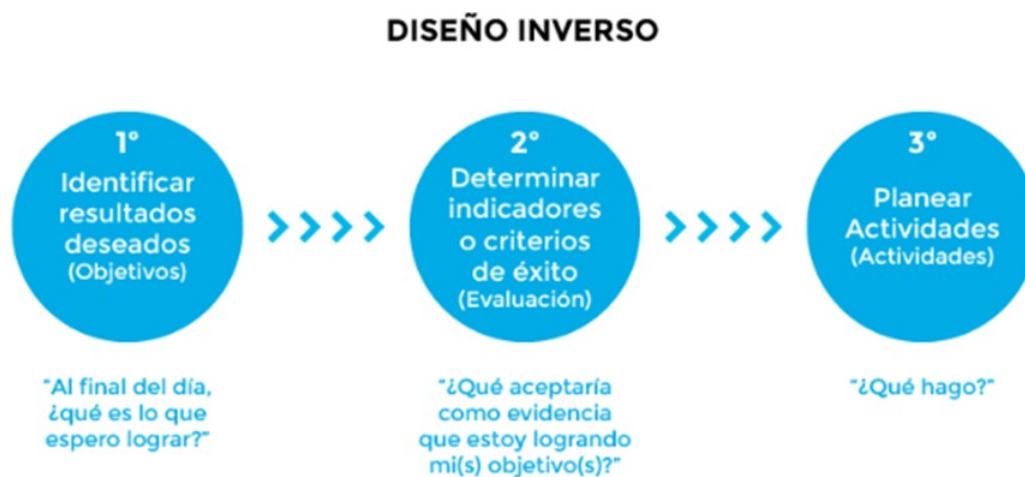 DISEÑO INVERSO
1°
Identificar
resultados
deseados
(Objetivos)
"Al final del día,
¿qué es lo que
espero lograr?"
2°
Determinar
indicadores
o criterios
de éxito
(Evaluación)
"¿Qué aceptaría
como evidencia
que estoy logrando
mi(s) objetivo(s)?"
3°
Planear
Actividades
(Actividades)
"¿Qué hago?"